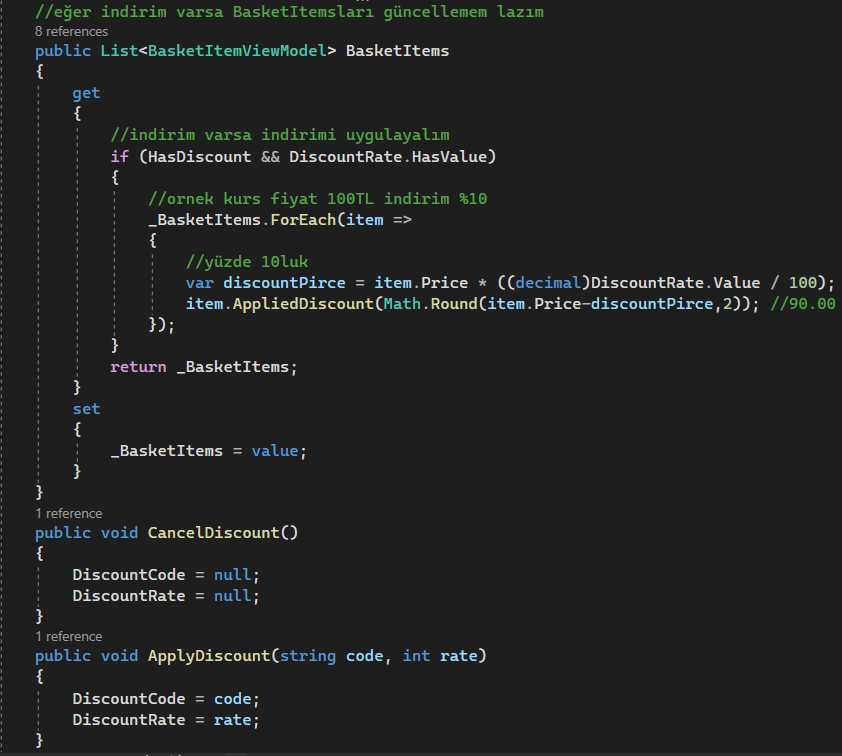 //eğer indirim varsa BasketItemsları güncellemem lazım
8 references
public List<BasketItemViewModel> BasketItems
{
get
{
//indirim varsa indirimi uygulayalım
if (HasDiscount && DiscountRate.HasValue)
{
//ornek kurs fiyat 100TL indirim %10
_BasketItems.ForEach(item =>
{
//yüzde 10luk
var discountPirce = item.Price * ((decimal)DiscountRate.Value / 100);
item.AppliedDiscount(Math.Round(item.Price-discountPirce,2)); //90.00
});
}
return _BasketItems;
}
set
{
_BasketItems = value;
}
}
1 reference
public void CancelDiscount()
{
DiscountCode = null;
DiscountRate = null;
}
1 reference
public void ApplyDiscount(string code, int rate)
{
DiscountCode = code;
DiscountRate = rate;
}